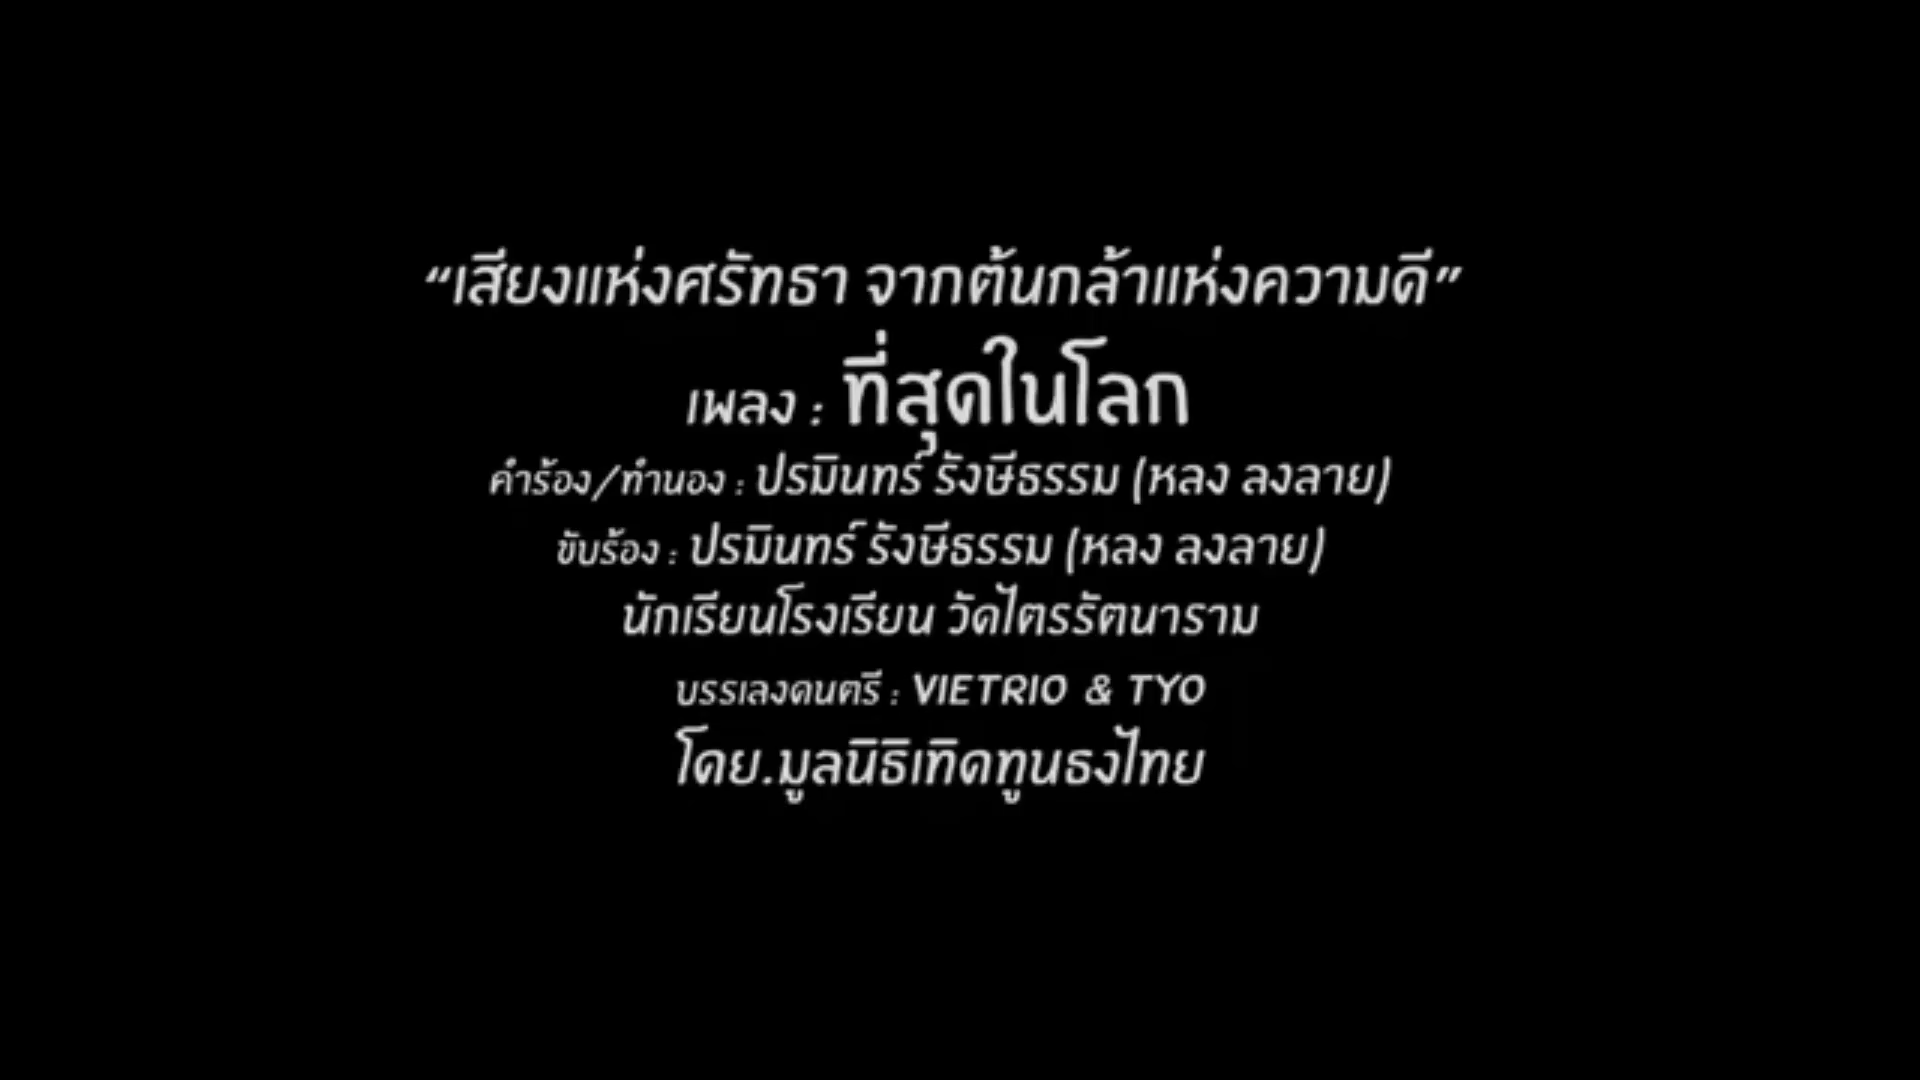 “เสียงแห่งศรัทธา จากต้นกล้าแห่งความดี”
เพลง : ที่สุดในโลก
คำร้อง/ทำนอง : ปรมินทร์ รังษีธรรม (หลง ลงลาย)
ขับร้อง : ปรมินทร์ รังษีธรรม (หลง ลงลาย)
นักเรียนโรงเรียน วัดไตรรัตนาราม
บรรเลงดนตรี : VIETRIO & TYO
โดย.มูลนิธิเทิดทูนธงไทย